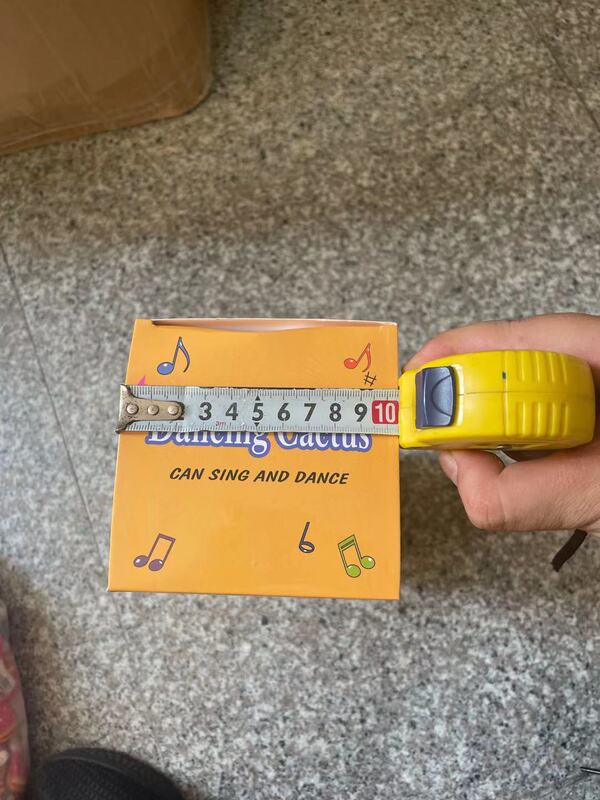 3 4 5 6 7 8 9 10
Dancing Cactus
CAN SING AND DANCE